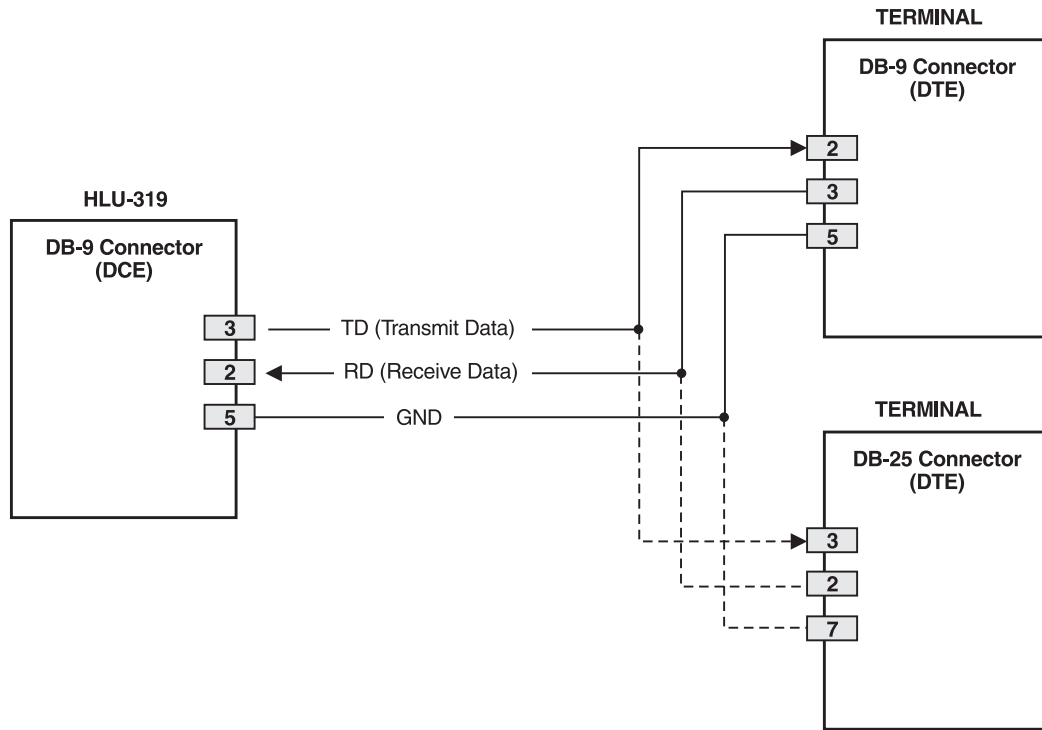 TERMINAL
DB-9 Connector
(DTE)
2
3
5
HLU-319
DB-9 Connector
(DCE)
3
TD (Transmit Data)
2
RD (Receive Data)
5
GND
TERMINAL
DB-25 Connector
(DTE)
3
2
7